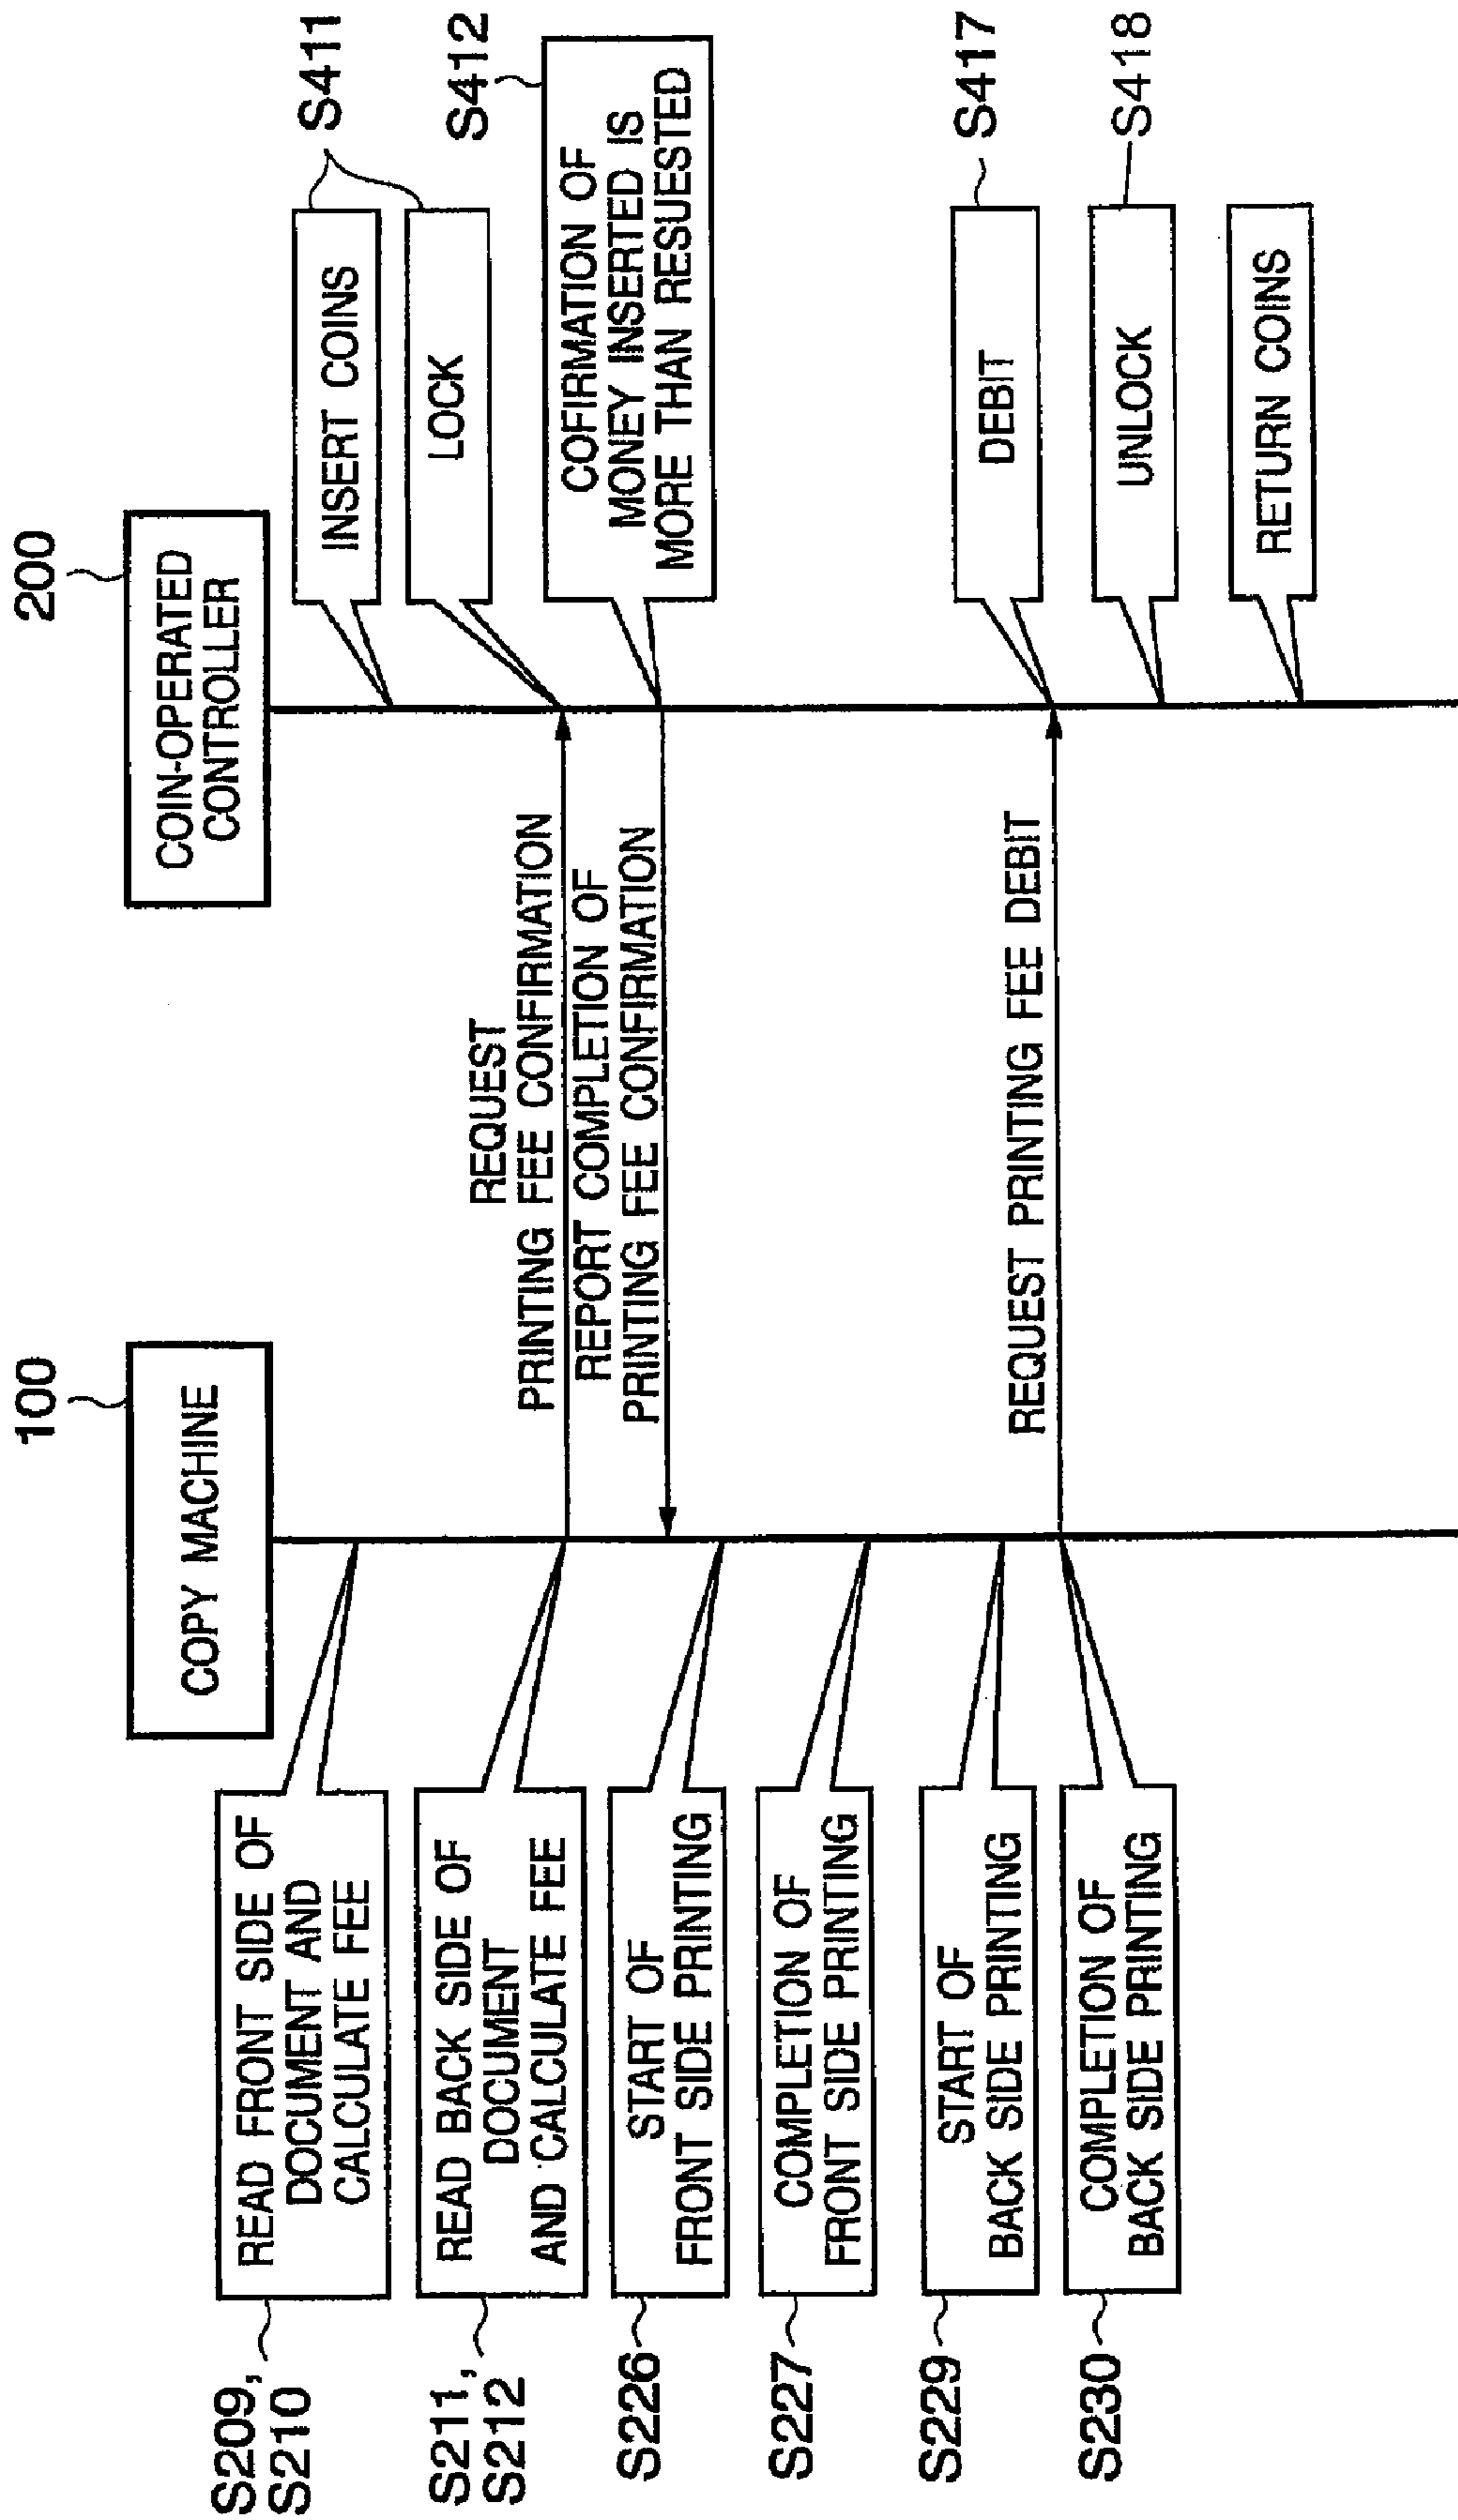 100
COPY MACHINE
200
COIN-OPERATED
CONTROLLER
S209,
S210
READ FRONT SIDE OF
DOCUMENT AND
CALCULATE FEE
INSERT COINS
S411
LOCK
S211,
S212
READ BACK SIDE OF
DOCUMENT
AND CALCULATE FEE
REQUEST
PRINTING FEE CONFIRMATION
REPORT COMPLETION OF
PRINTING FEE CONFIRMATION
S412
COFIRMATION OF
MONEY INSERTED IS
MORE THAN RESUESTED
S226
START OF
FRONT SIDE PRINTING
S227
COMPLETION OF
FRONT SIDE PRINTING
S229
START OF
BACK SIDE PRINTING
REQUEST PRINTING FEE DEBIT
DEBIT
S417
S230
COMPLETION OF
BACK SIDE PRINTING
UNLOCK
S418
RETURN COINS